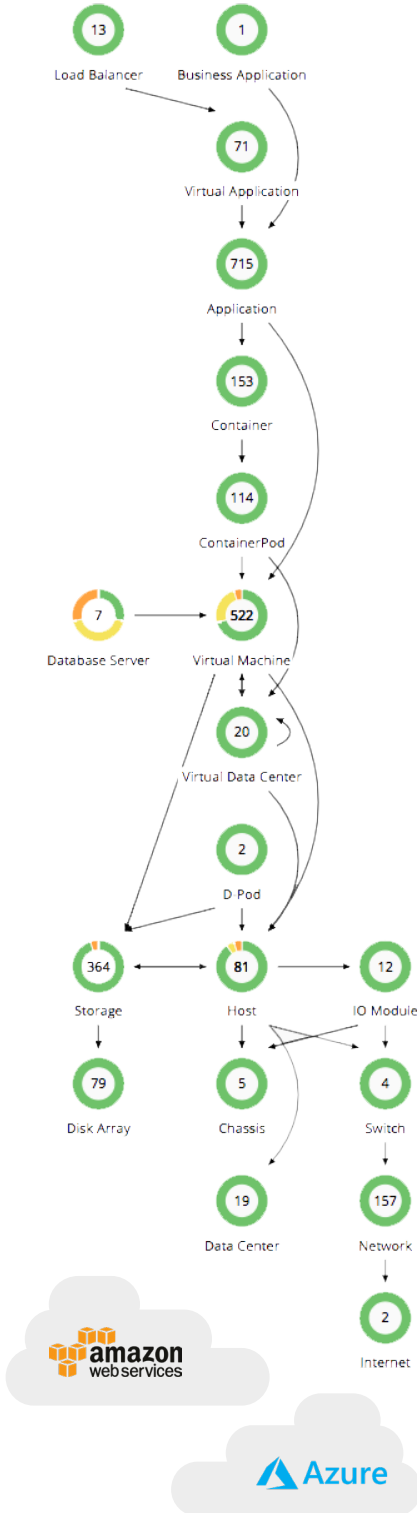 13
1
Load Balancer
Business Application
71
Virtual Application
715
Application
153
Container
114
ContainerPod
7
522
Database Server
Virtual Machine
20
Virtual Data Center
2
D-Pod
364
81
12
Storage
Host
IO Module
79
5
4
Disk Array
Chassis
Switch
19
157
Data Center
Network
2
Internet
amazon
webservices
Azure